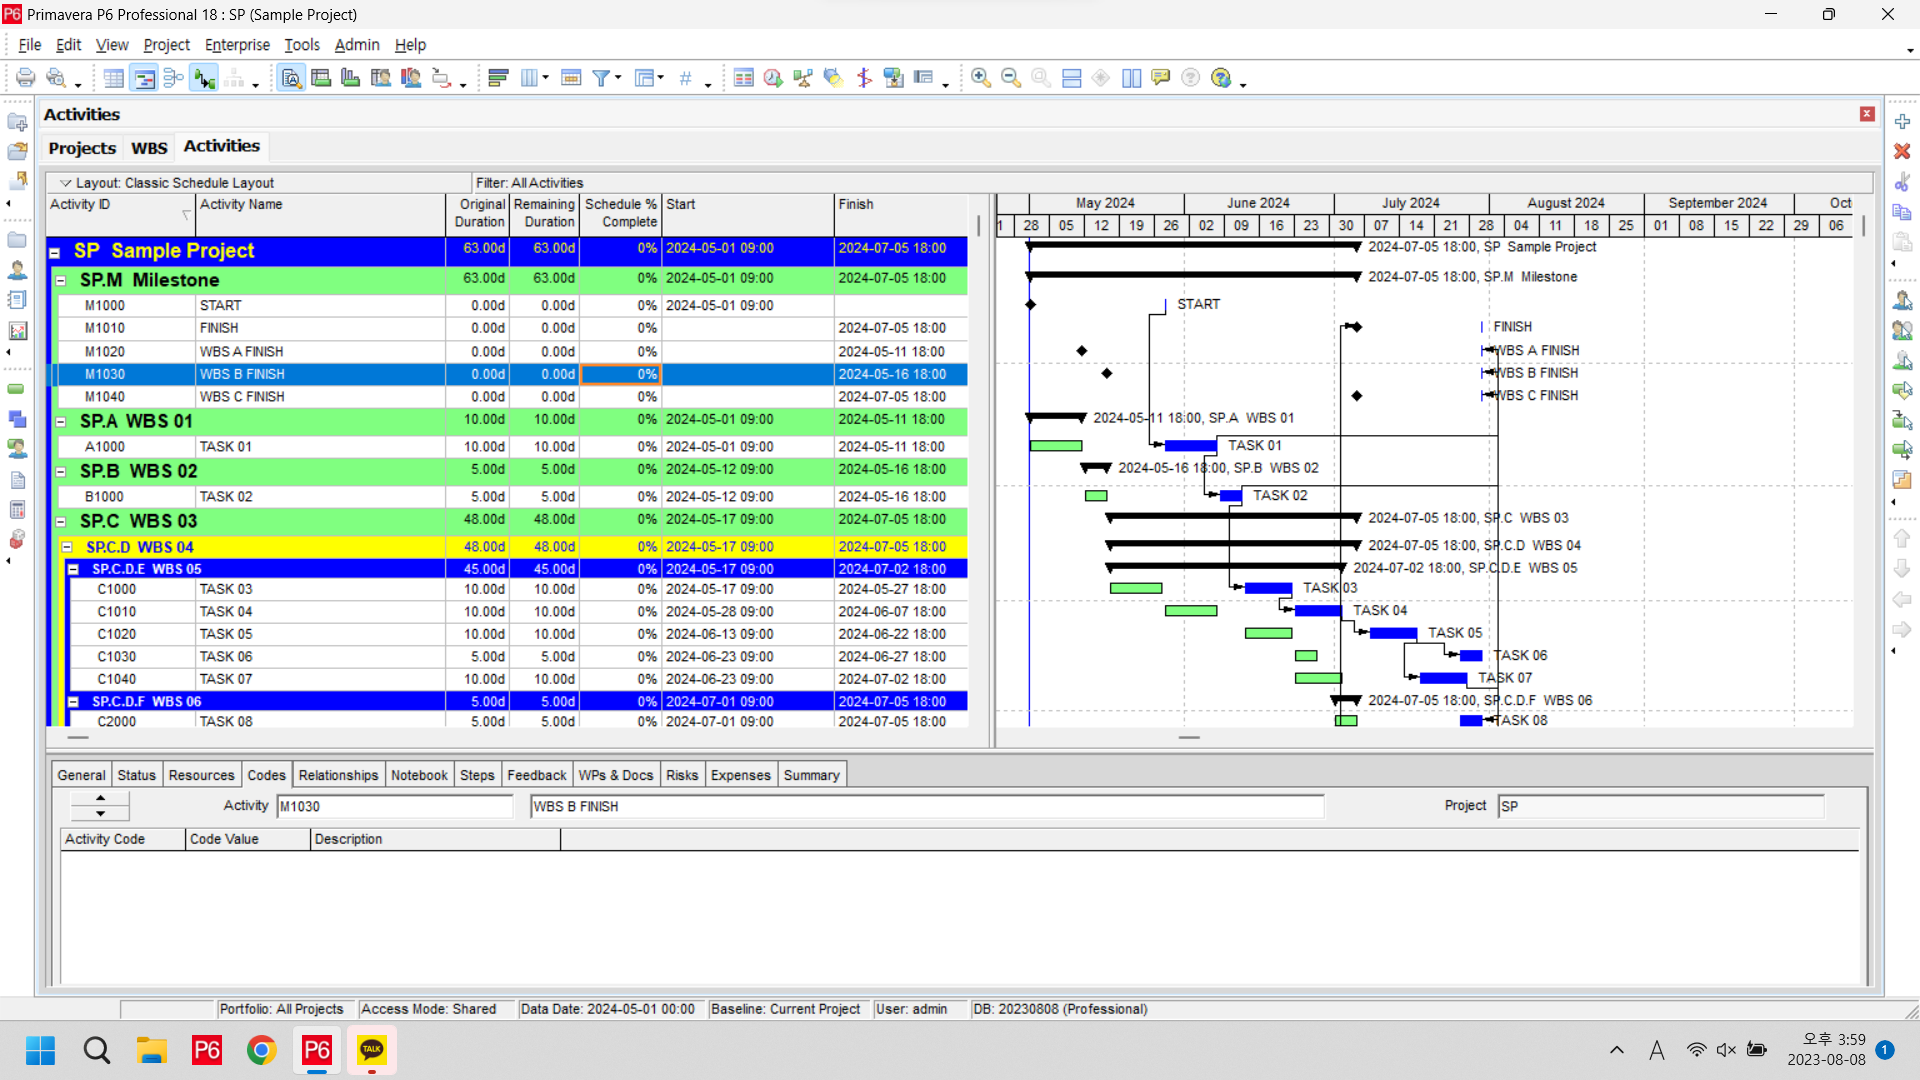 Primavera P6 Professional 18 : SP (Sample Project)
File Edit View Project Enterprise Tools Admin Help
Activities
Projects WBS Activities
Layout: Classic Schedule Layout Filter: All Activities
Activity ID Activity Name Original Duration Remaining Duration Schedule % Complete Start Finish
May 2024 June 2024 July 2024 August 2024 September 2024
28 05 12 19 26 02 09 16 23 30 07 14 21 28 04 11 18 25 01 08 15 22 29 06
SP Sample Project 63.00d 63.00d 0% 2024-05-01 09:00 2024-07-05 18:00 2024-07-05 18:00, SP Sample Project
SP.M Milestone 63.00d 63.00d 0% 2024-05-01 09:00 2024-07-05 18:00 2024-07-05 18:00, SP.M Milestone
M1000 START 0.00d 0.00d 0% 2024-05-01 09:00 START
M1010 FINISH 0.00d 0.00d 0% 2024-07-05 18:00 FINISH
M1020 WBS A FINISH 0.00d 0.00d 0% 2024-05-11 18:00 WBS A FINISH
M1030 WBS B FINISH 0.00d 0.00d 0% 2024-05-16 18:00 WBS B FINISH
M1040 WBS C FINISH 0.00d 0.00d 0% 2024-07-05 18:00 WBS C FINISH
SP.A WBS 01 10.00d 10.00d 0% 2024-05-01 09:00 2024-05-11 18:00 2024-05-11 18:00, SP.A WBS 01
A1000 TASK 01 10.00d 10.00d 0% 2024-05-01 09:00 2024-05-11 18:00 TASK 01
SP.B WBS 02 5.00d 5.00d 0% 2024-05-12 09:00 2024-05-16 18:00 2024-05-16 18:00, SP.B WBS 02
B1000 TASK 02 5.00d 5.00d 0% 2024-05-12 09:00 2024-05-16 18:00 TASK 02
SP.C WBS 03 48.00d 48.00d 0% 2024-05-17 09:00 2024-07-05 18:00 2024-07-05 18:00, SP.C WBS 03
SP.C.D WBS 04 48.00d 48.00d 0% 2024-05-17 09:00 2024-07-05 18:00 2024-07-05 18:00, SP.C.D WBS 04
SP.C.D.E WBS 05 45.00d 45.00d 0% 2024-05-17 09:00 2024-07-02 18:00 2024-07-02 18:00, SP.C.D.E WBS 05
C1000 TASK 03 10.00d 10.00d 0% 2024-05-17 09:00 2024-05-27 18:00 TASK 03
C1010 TASK 04 10.00d 10.00d 0% 2024-05-28 09:00 2024-06-07 18:00 TASK 04
C1020 TASK 05 10.00d 10.00d 0% 2024-06-13 09:00 2024-06-22 18:00 TASK 05
C1030 TASK 06 5.00d 5.00d 0% 2024-06-23 09:00 2024-06-27 18:00 TASK 06
C1040 TASK 07 10.00d 10.00d 0% 2024-06-23 09:00 2024-07-02 18:00 TASK 07
SP.C.D.F WBS 06 5.00d 5.00d 0% 2024-07-01 09:00 2024-07-05 18:00 2024-07-05 18:00, SP.C.D.F WBS 06
C2000 TASK 08 5.00d 5.00d 0% 2024-07-01 09:00 2024-07-05 18:00 TASK 08
General Status Resources Codes Relationships Notebook Steps Feedback WPs & Docs Risks Expenses Summary
Activity M1030 WBS B FINISH Project SP
Activity Code Code Value Description
Portfolio: All Projects Access Mode: Shared Data Date: 2024-05-01 00:00 Baseline: Current Project User: admin DB: 20230808 (Professional)
P6 P6 TALK A 오후 3:59
2023-08-08 1